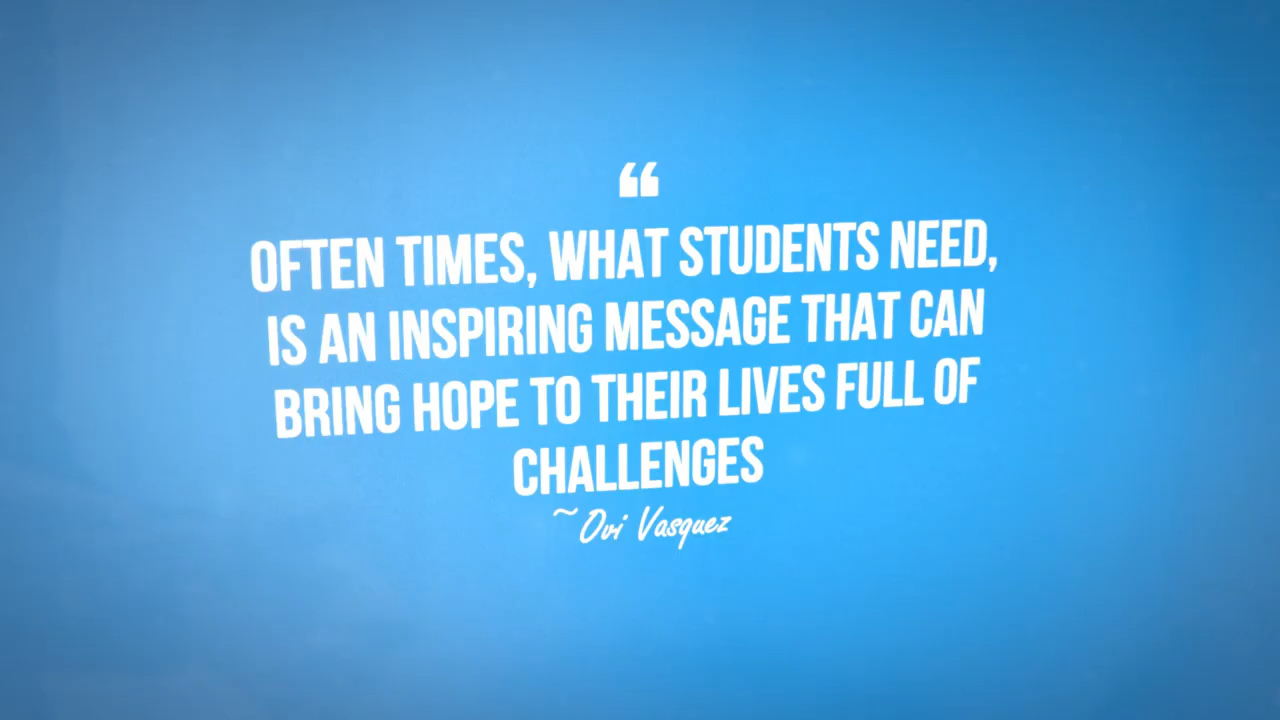 ❝
OFTEN TIMES, WHAT STUDENTS NEED,
IS AN INSPIRING MESSAGE THAT CAN
BRING HOPE TO THEIR LIVES FULL OF
CHALLENGES
~ Ovi Vasquez